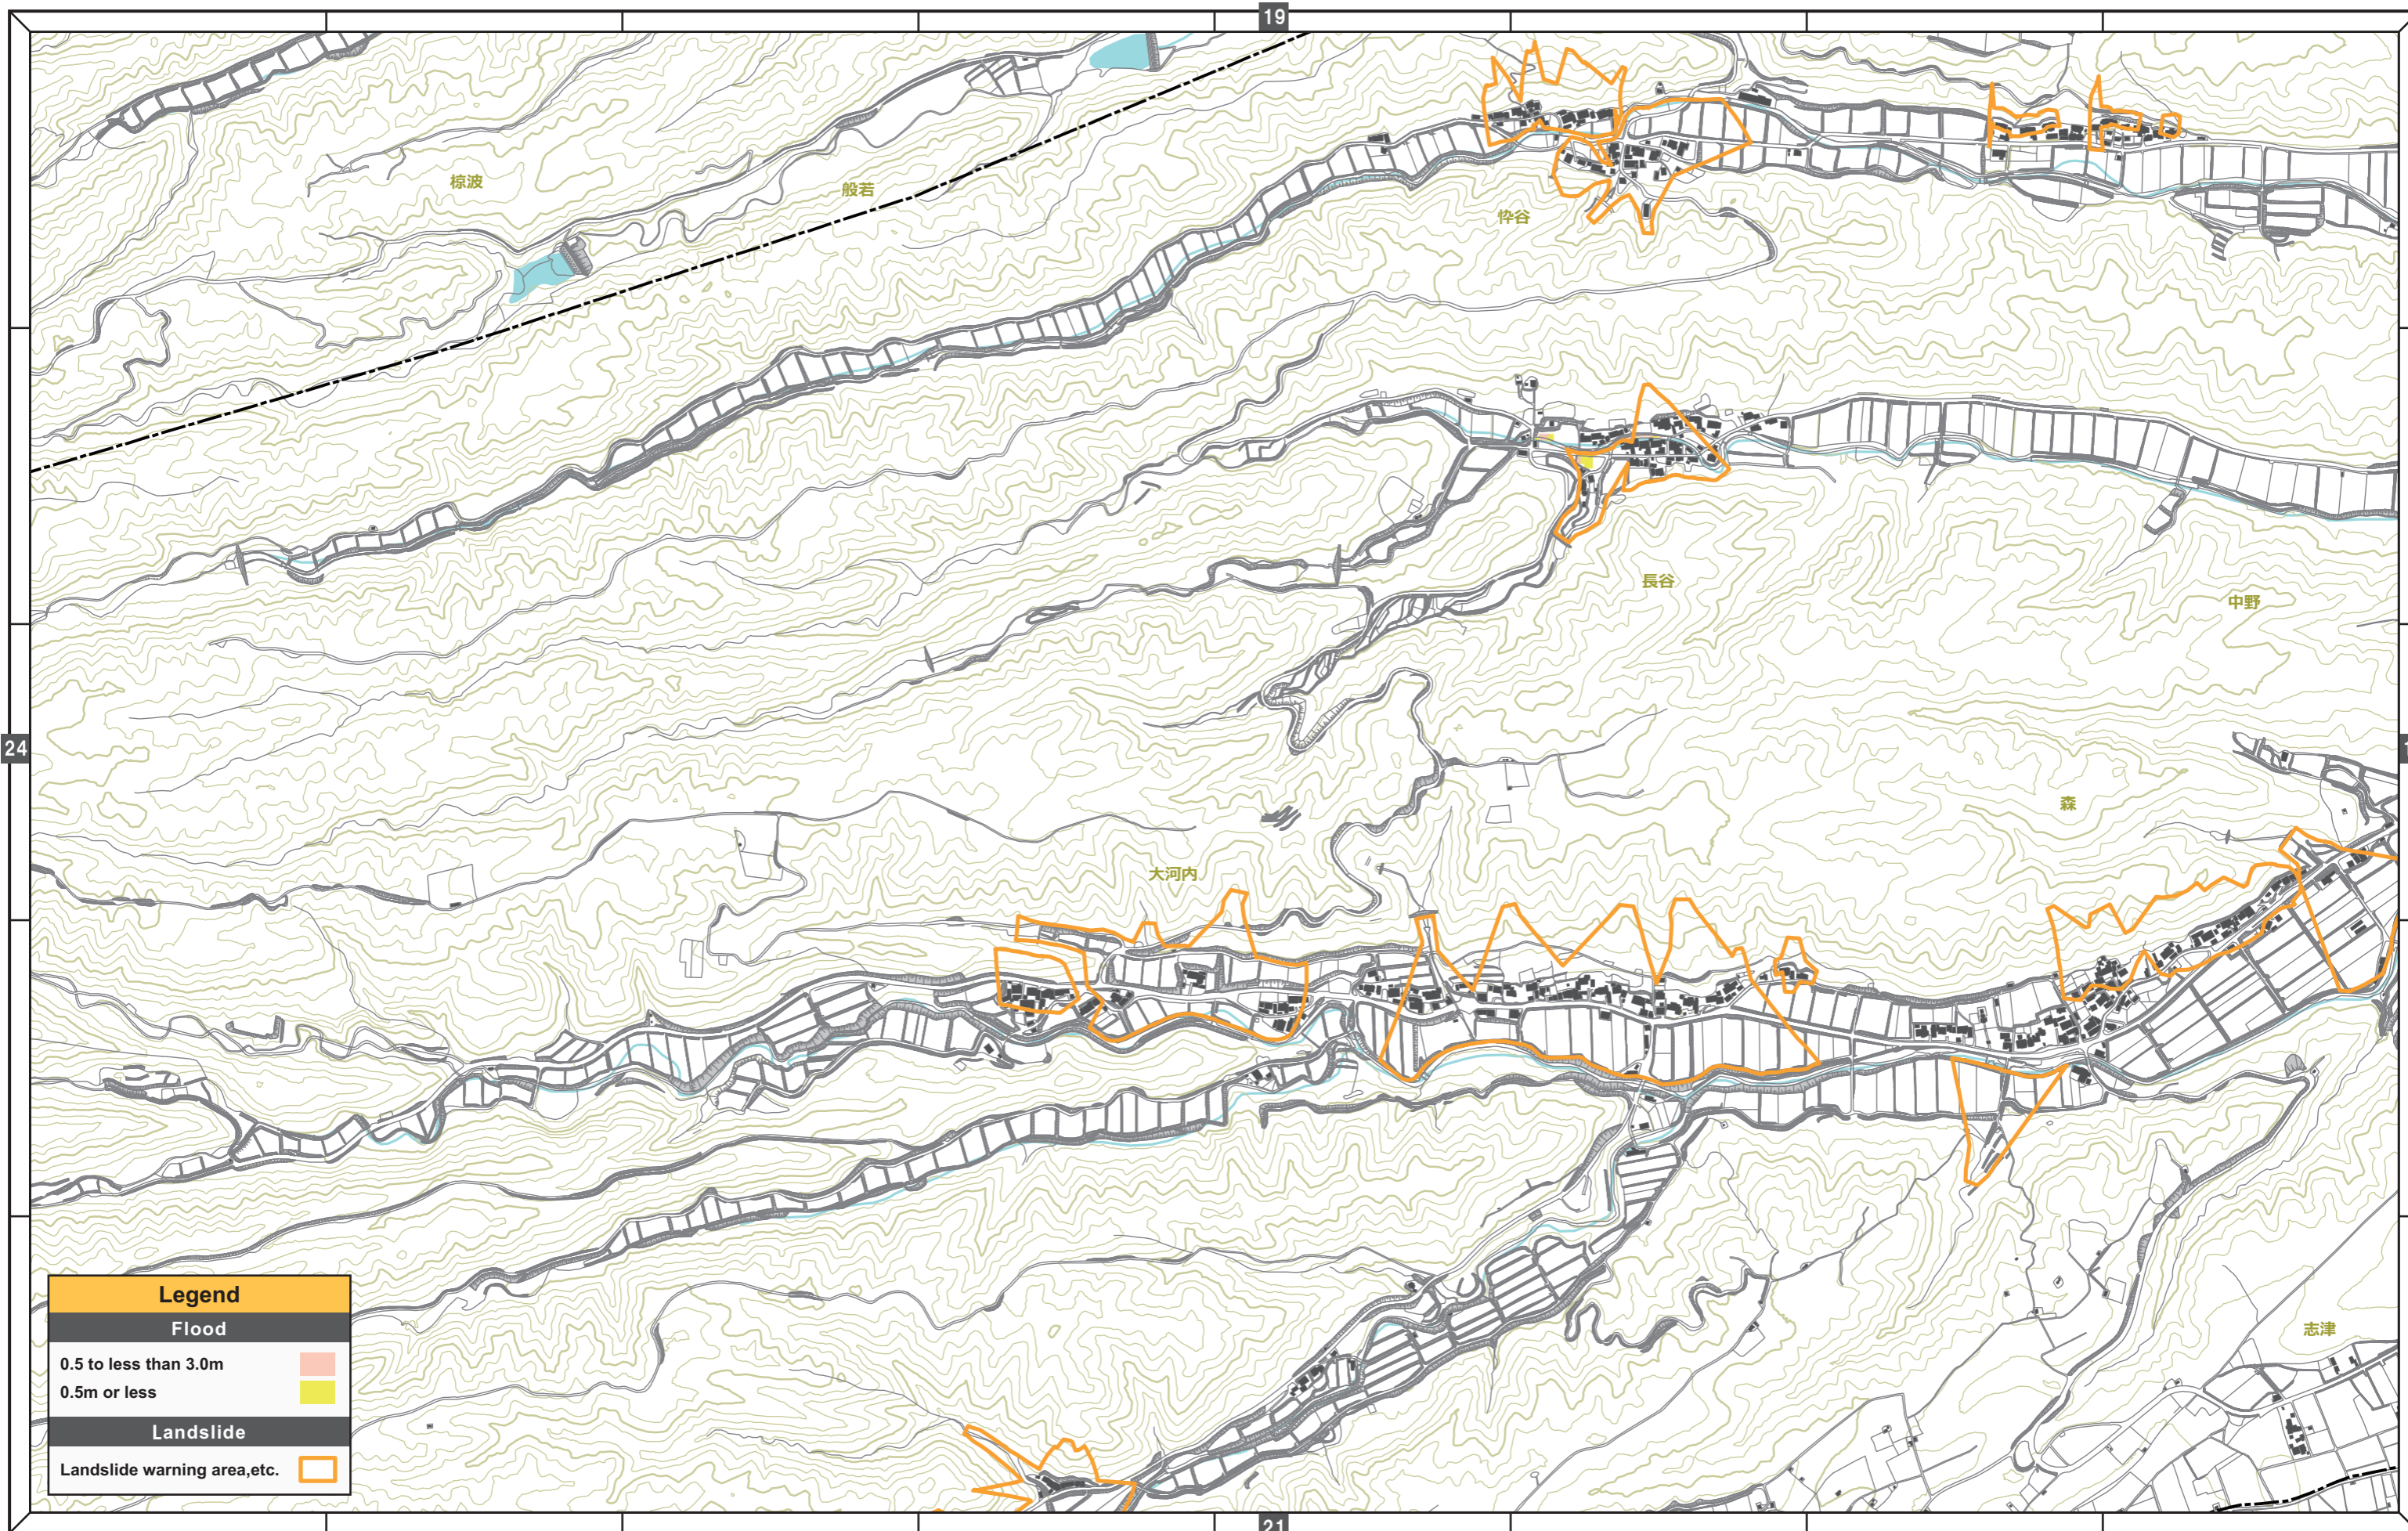 19
椋波
般若
忰谷
長谷
中野
24
森
大河内
志津
Legend
Flood
0.5 to less than 3.0m
0.5m or less
Landslide
Landslide warning area,etc.
21